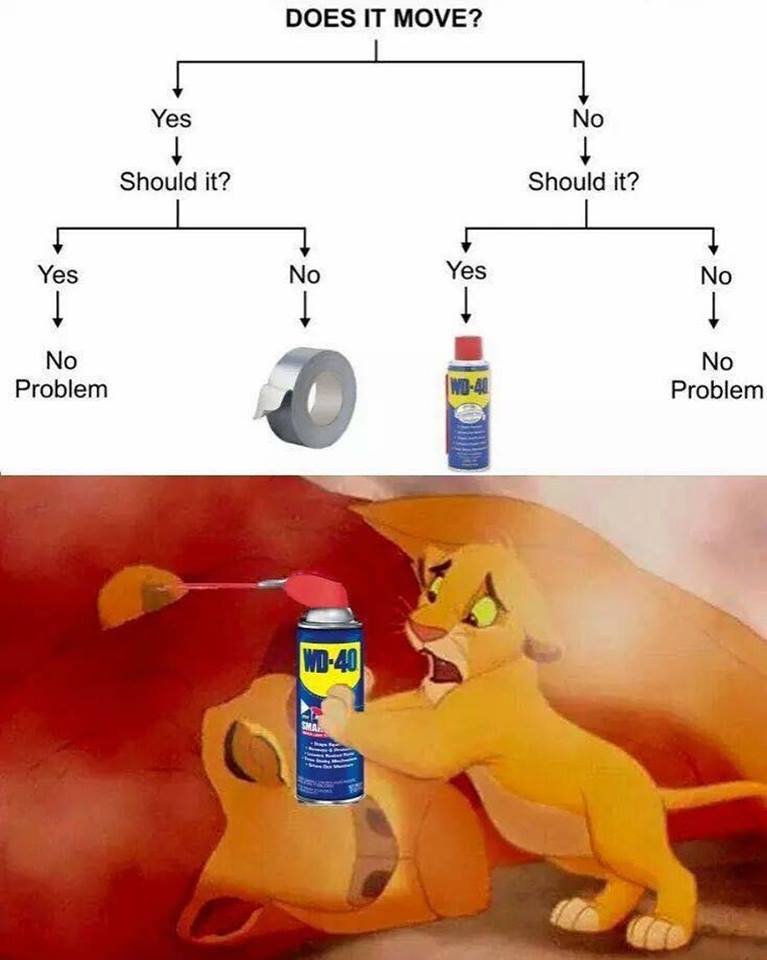 DOES IT MOVE?
Yes
No
Should it?
Should it?
Yes
No
Yes
No
No
Problem
WD-40
No
Problem
WD-40